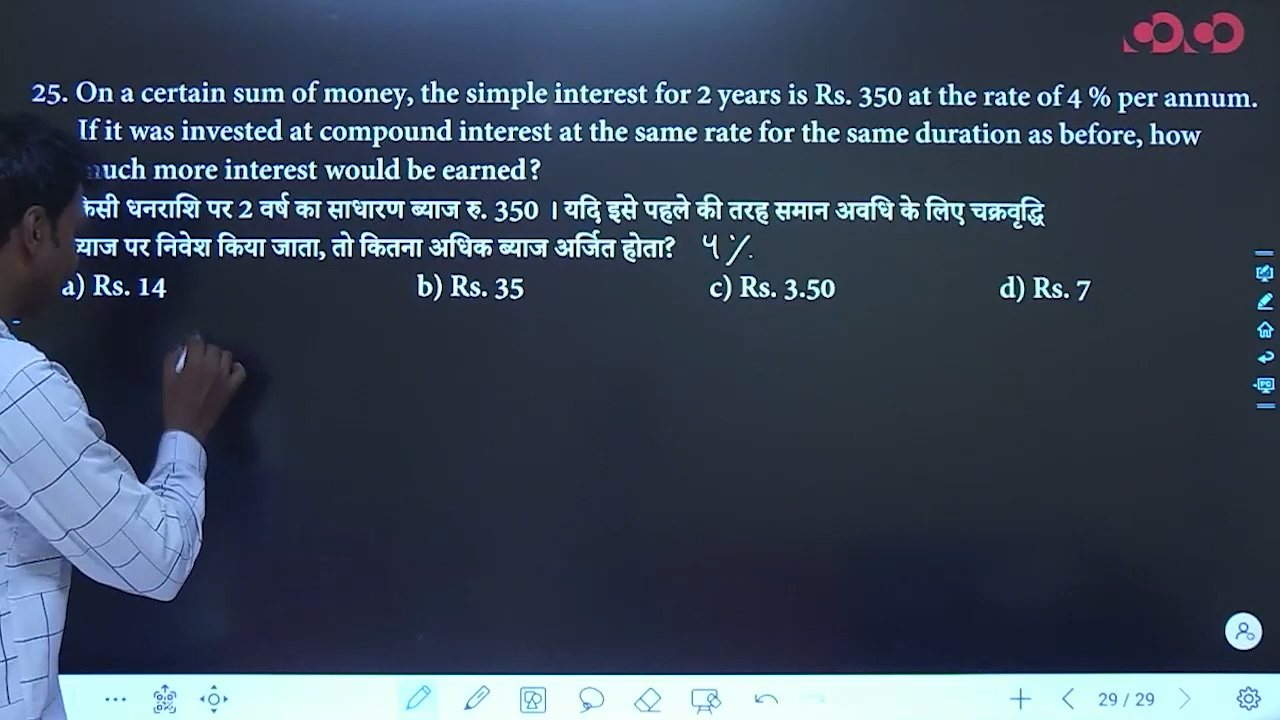 25. On a certain sum of money, the simple interest for 2 years is Rs. 350 at the rate of 4 % per annum.
If it was invested at compound interest at the same rate for the same duration as before, how
much more interest would be earned?
किसी धनराशि पर 2 वर्ष का साधारण ब्याज रु. 350 । यदि इसे पहले की तरह समान अवधि के लिए चक्रवृद्धि
ब्याज पर निवेश किया जाता, तो कितना अधिक ब्याज अर्जित होता? 4%
a) Rs. 14 b) Rs. 35 c) Rs. 3.50 d) Rs. 7
29 / 29